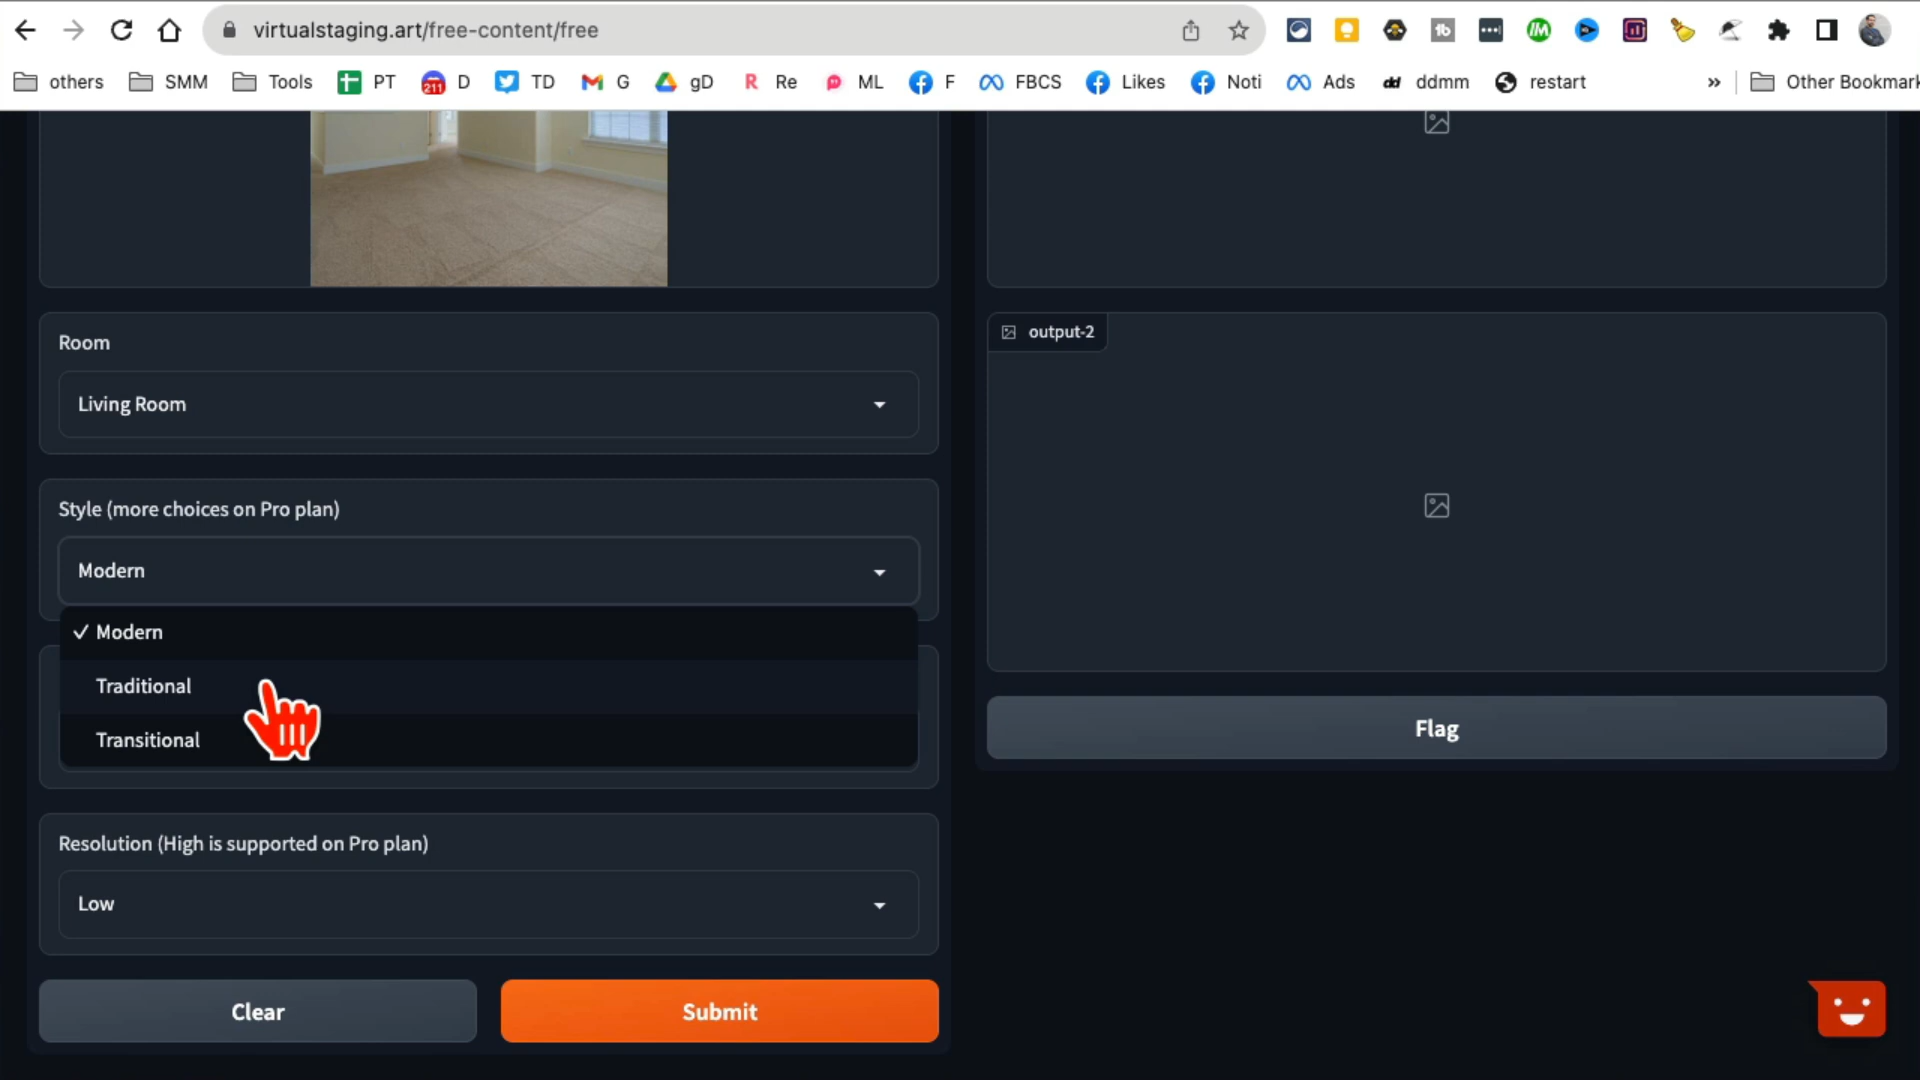 virtualstaging.art/free-content/free
others SMM Tools PT 211 D TD G gD Re ML F FBCS Likes Noti Ads dd ddmm restart » Other Bookmark
Room
Living Room
Style (more choices on Pro plan)
Modern
✓ Modern
Traditional
Transitional
Resolution (High is supported on Pro plan)
Low
Clear
Submit
output-2
Flag